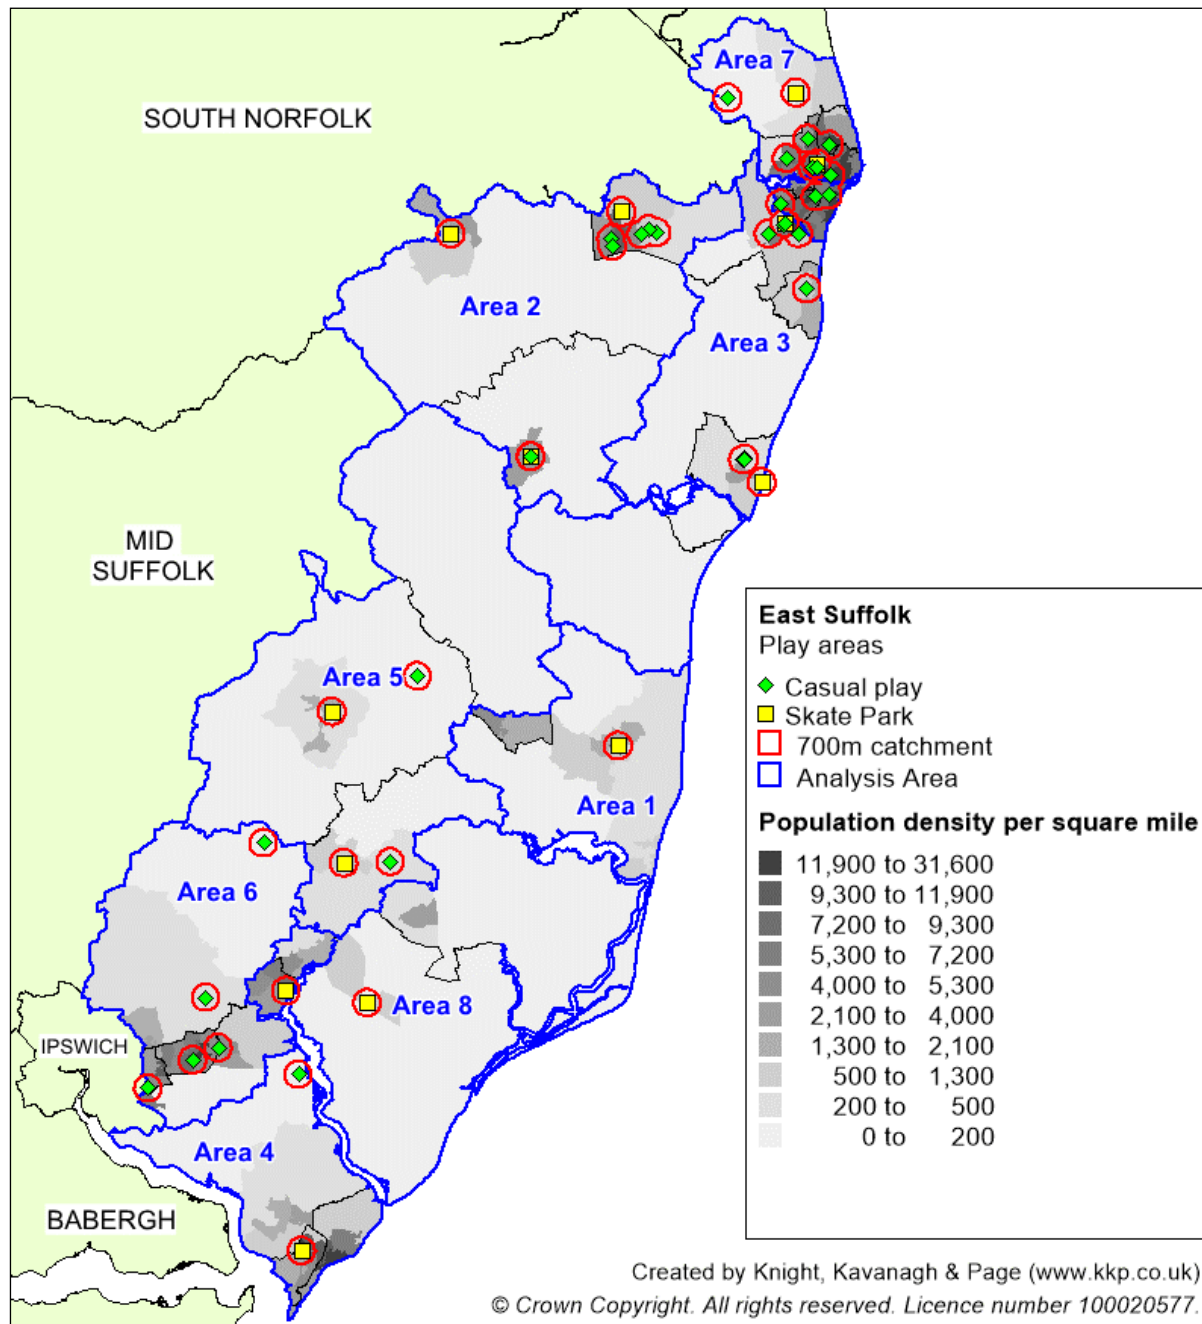 Area 7
SOUTH NORFOLK
Area 2
Area 3
MID
SUFFOLK
Area 5
Area 1
Area 6
Area 8
IPSWICH
Area 4
BABERGH
East Suffolk
Play areas
Casual play
Skate Park
700m catchment
Analysis Area
Population density per square mile
11,900 to 31,600
9,300 to 11,900
7,200 to 9,300
5,300 to 7,200
4,000 to 5,300
2,100 to 4,000
1,300 to 2,100
500 to 1,300
200 to 500
0 to 200
Created by Knight, Kavanagh & Page (www.kkp.co.uk)
© Crown Copyright. All rights reserved. Licence number 100020577.